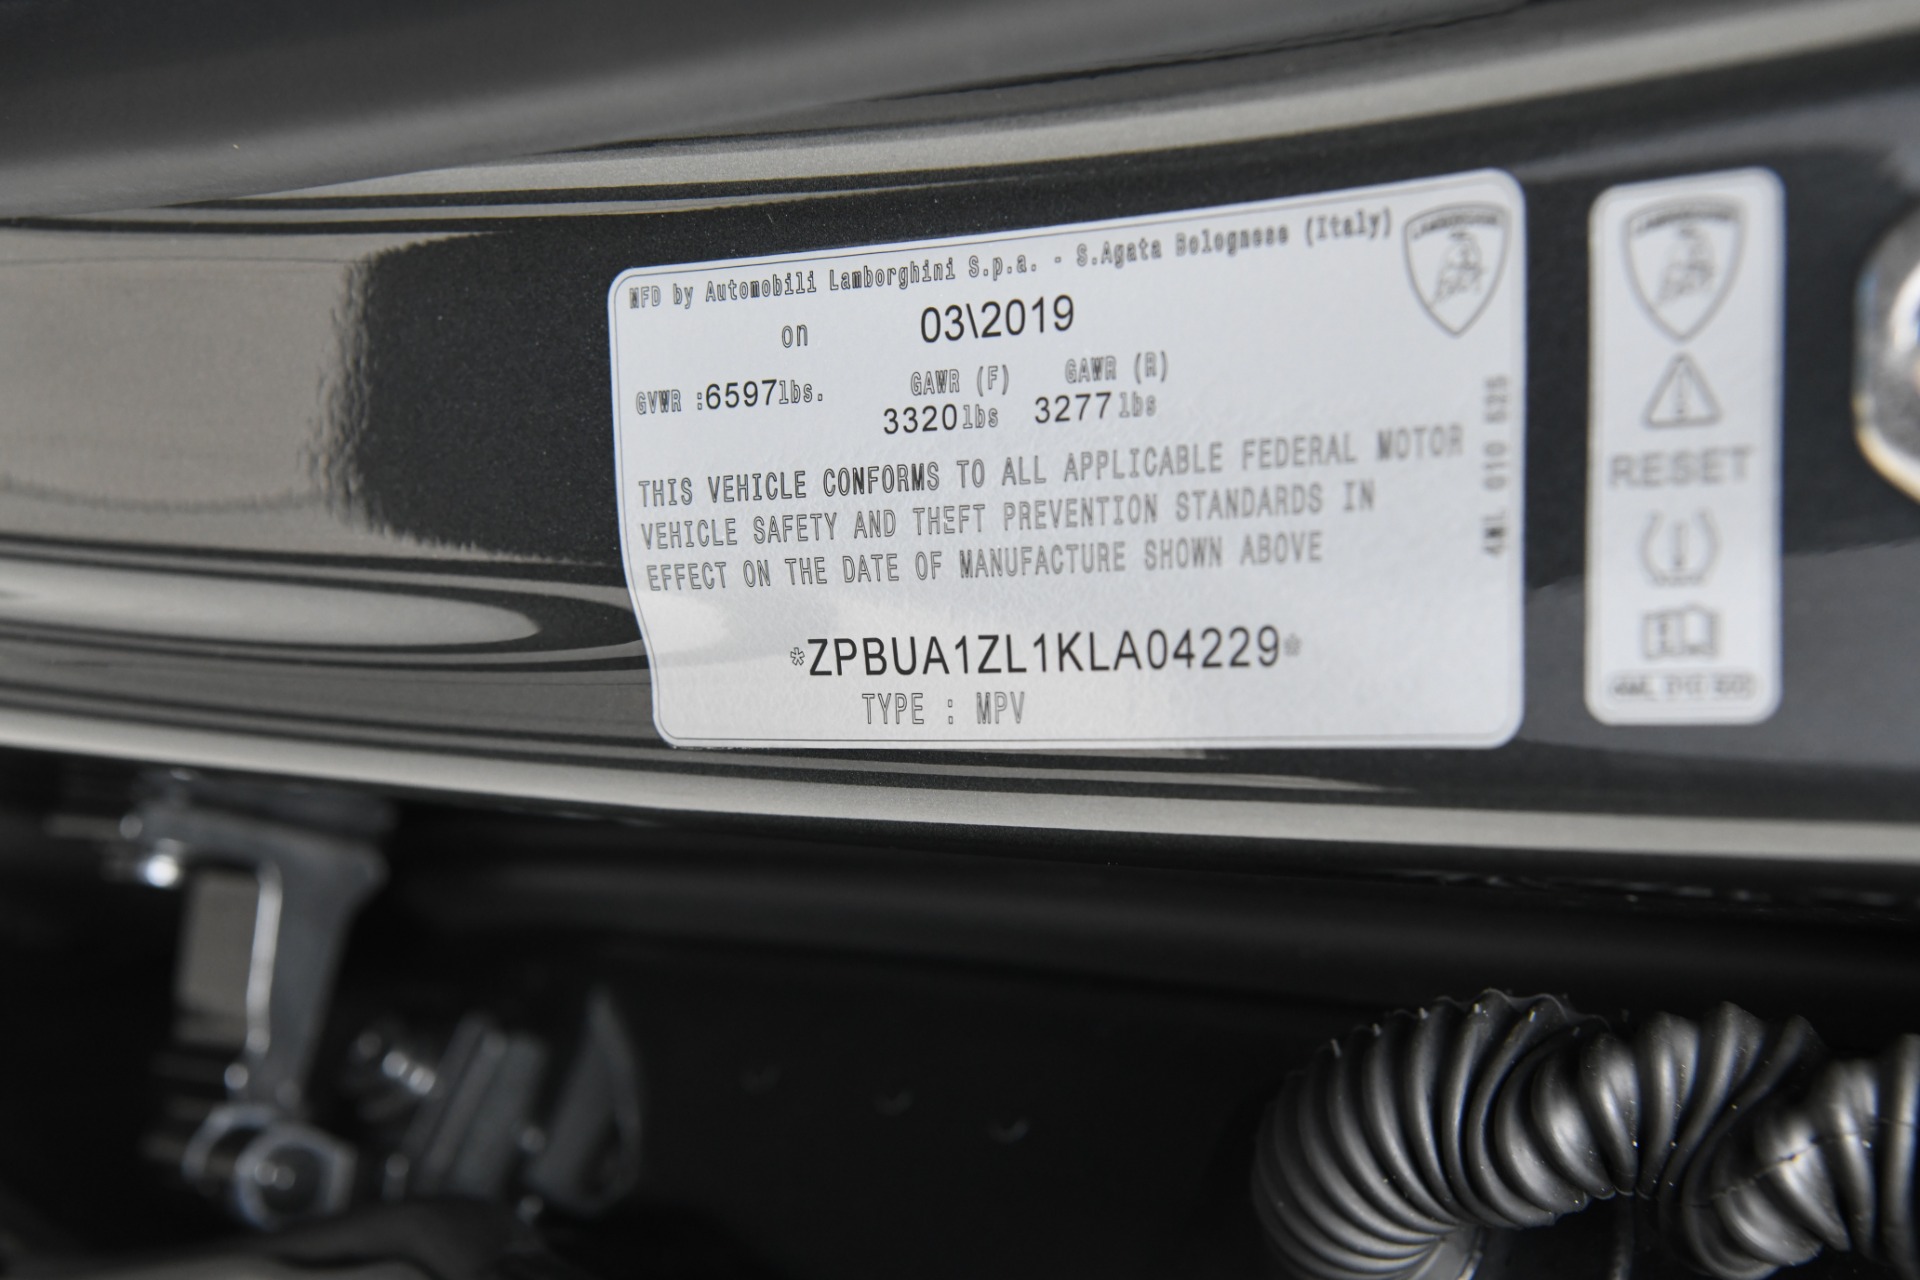 MFD by Automobili Lamborghini S.p.a. - S.Agata Bolognese (Italy)
LAMBORGHINI
on 03\2019
GVWR :6597lbs. GAWR (F) GAWR (R)
3320lbs 3277lbs
THIS VEHICLE CONFORMS TO ALL APPLICABLE FEDERAL MOTOR
VEHICLE SAFETY AND THEFT PREVENTION STANDARDS IN
EFFECT ON THE DATE OF MANUFACTURE SHOWN ABOVE
*ZPBUA1ZL1KLA04229*
TYPE : MPV
4ML 010 525
LAMBORGHINI
RESET